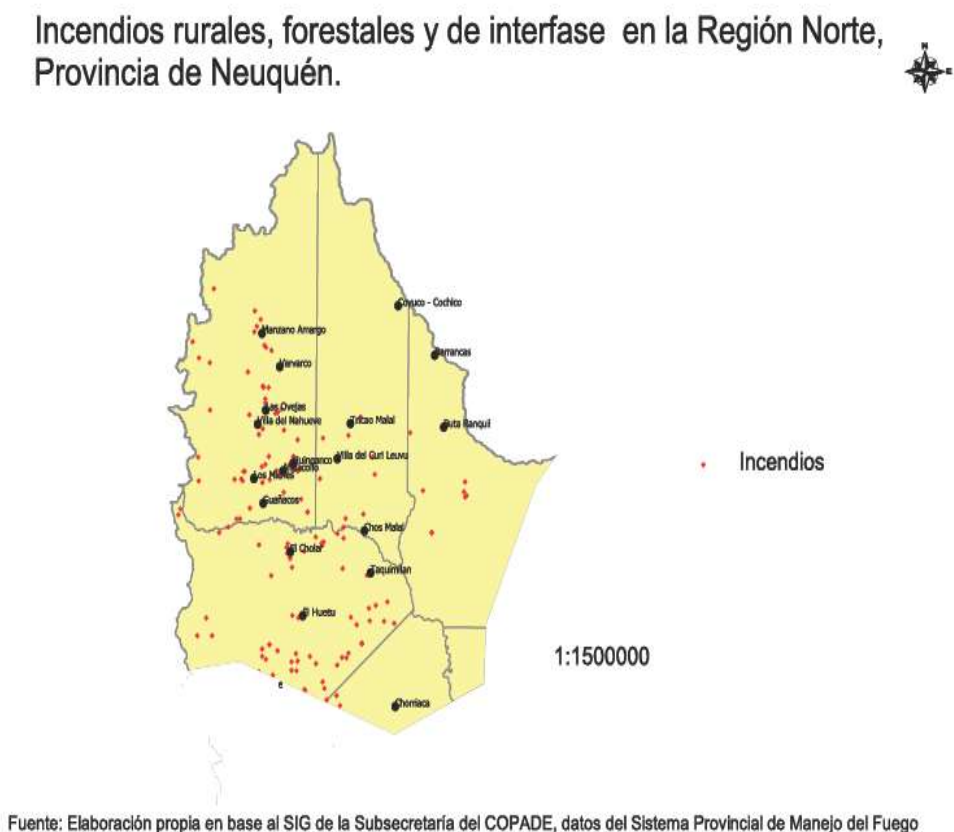 Incendios rurales, forestales y de interfase en la Región Norte,
Provincia de Neuquén.
N
E
Coyuco - Cochico
Manzano Amargo
Barrancas
Varvarco
Las Ovejas
Villa del Nahueve
Tricao Malal
Buta Ranquil
Huinganco
Villa del Curi Leuvu
Los Miches
Incendios
Guañacos
Chos Malal
El Cholar
Taquimilan
El Huecu
1:1500000
Chorriaca
Fuente: Elaboración propia en base al SIG de la Subsecretaría del COPADE, datos del Sistema Provincial de Manejo del Fuego